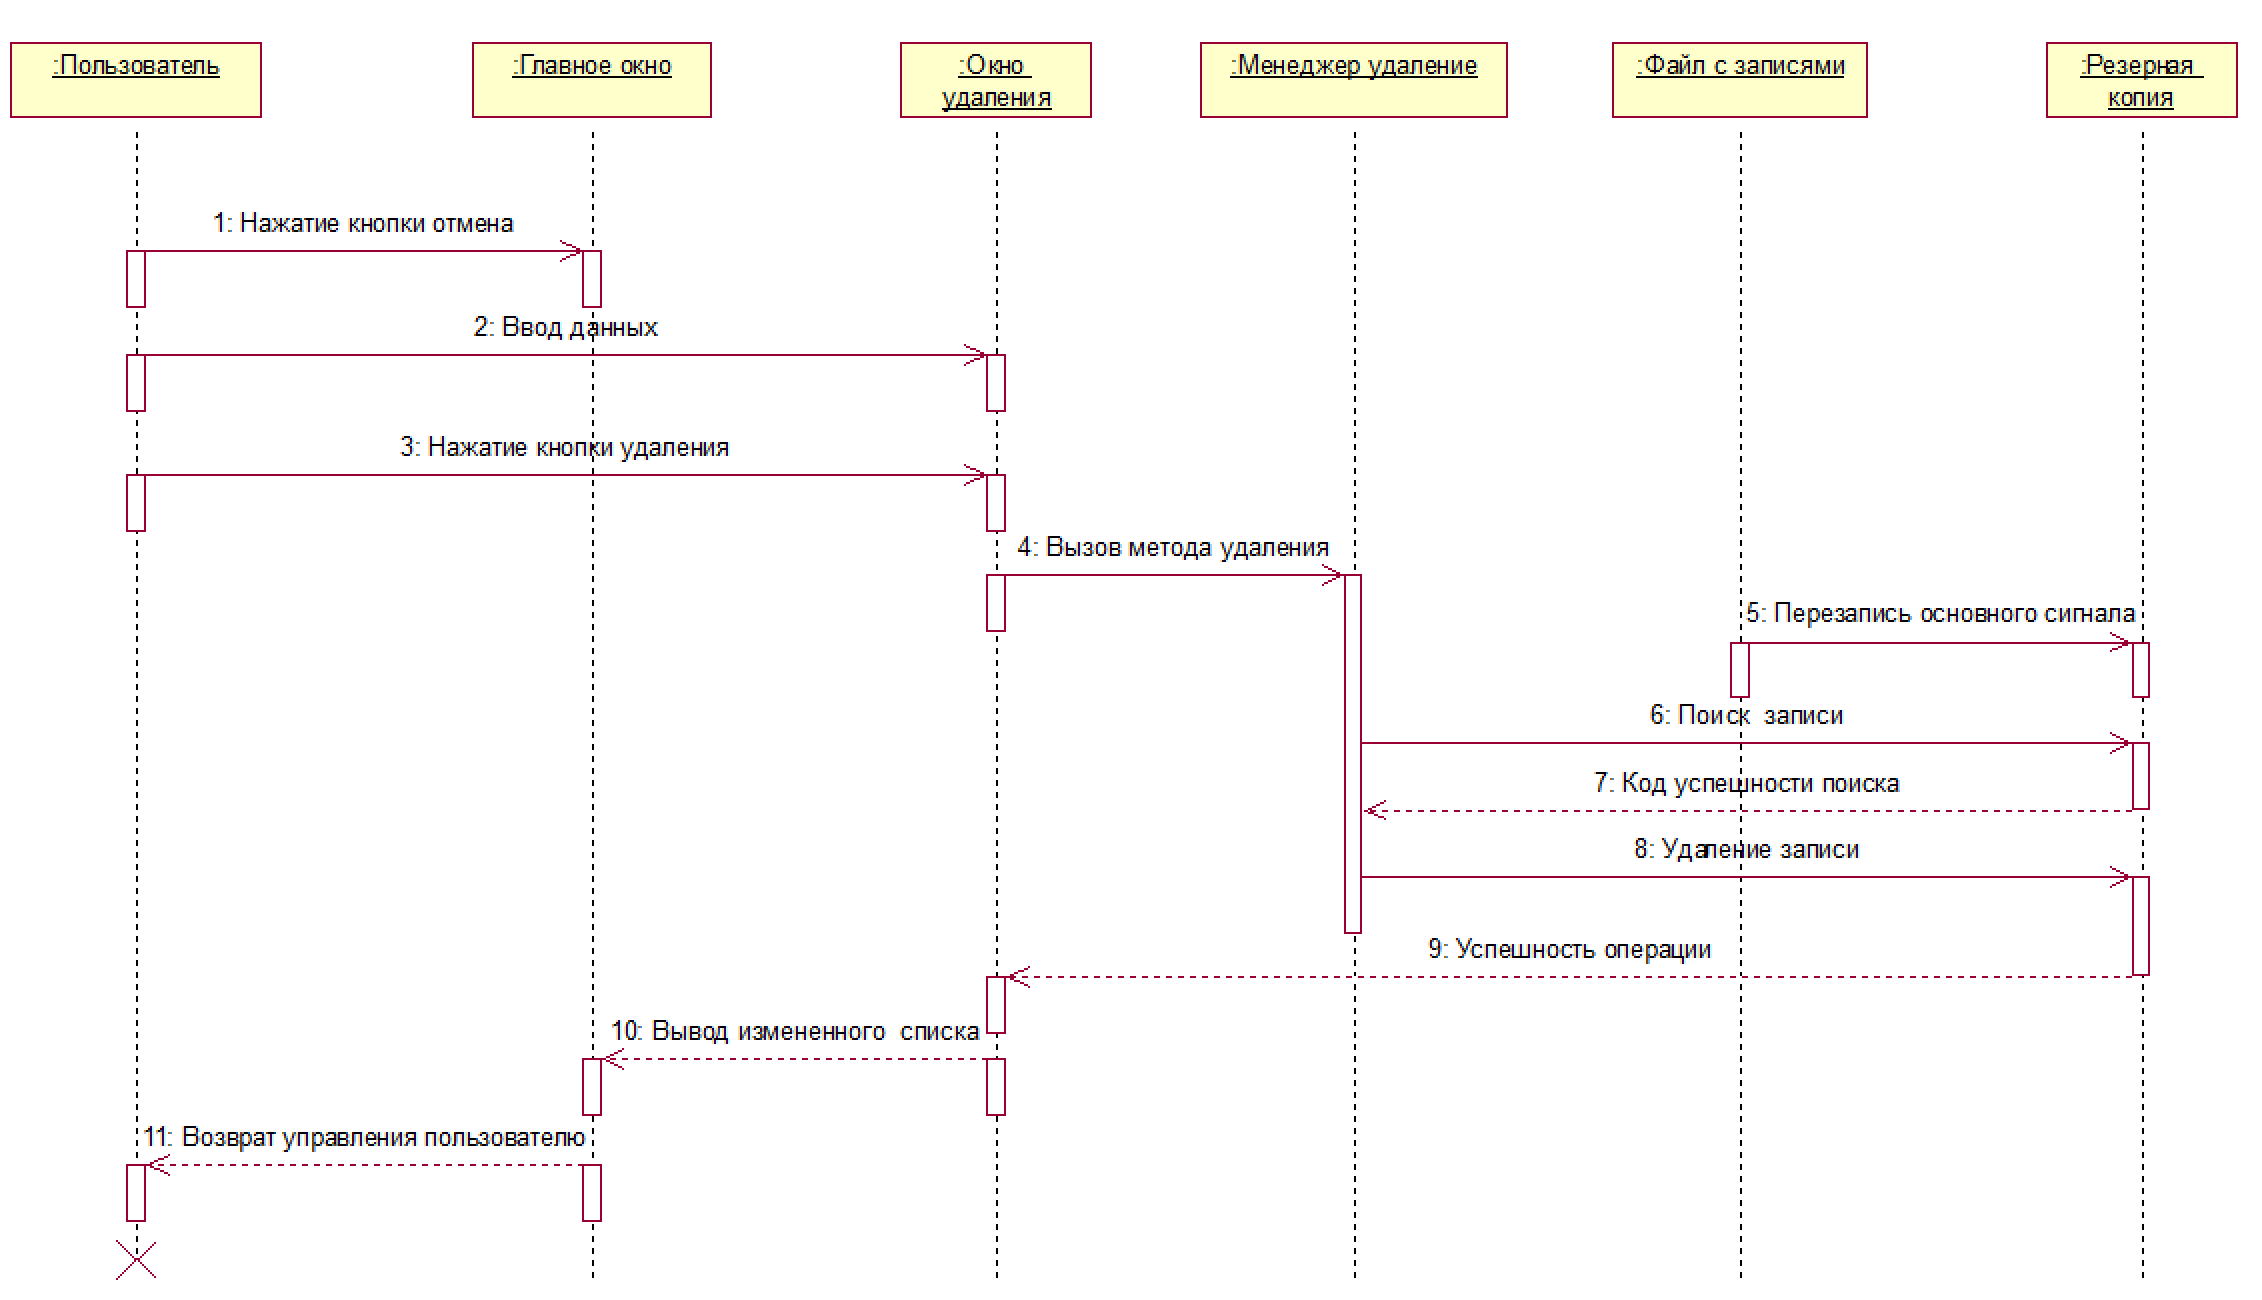 :Пользователь
:Главное окно
:Окно
удаления
:Менеджер удаление
:Файл с записями
:Резерная
копия
1: Нажатие кнопки отмена
2: Ввод данных
3: Нажатие кнопки удаления
4: Вызов метода удаления
5: Перезапись основного сигнала
6: Поиск записи
7: Код успешности поиска
8: Удаление записи
9: Успешность операции
10: Вывод измененного списка
11: Возврат управления пользователю